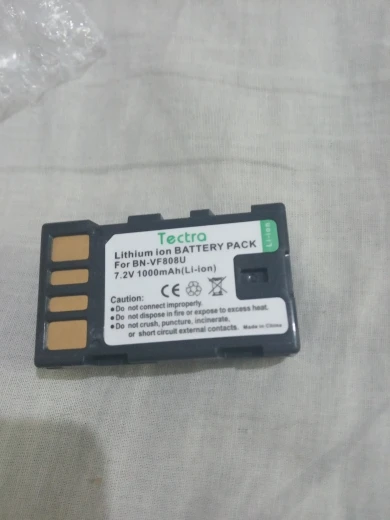 Tectra
Lithium ion BATTERY PACK
For BN-VF808U
7.2V 1000mAh(Li-ion)
Li-ion
Caution:
CE
● Do not connect improperly.
● Do not dispose in fire or expose to excess heat.
● Do not crush, puncture, incinerate,
or short circuit external contacts.
Made in China